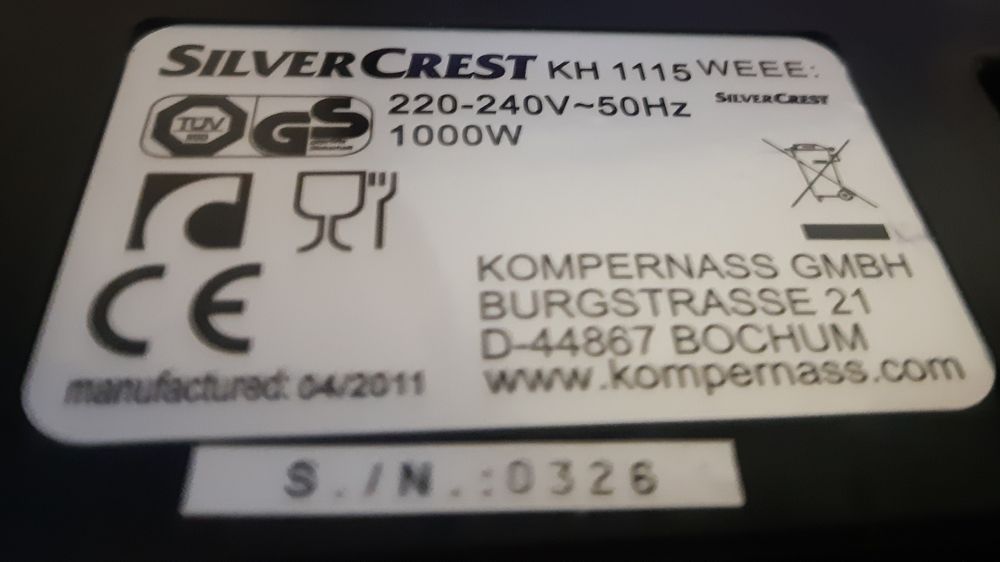 SILVERCREST KH 1115 WEEE:
220-240V~50Hz SILVERCREST
1000W
TÜV
GS
CE
KOMPERNASS GMBH
BURGSTRASSE 21
D-44867 BOCHUM
www.kompernass.com
manufactured: 04/2011
S./N.:0326